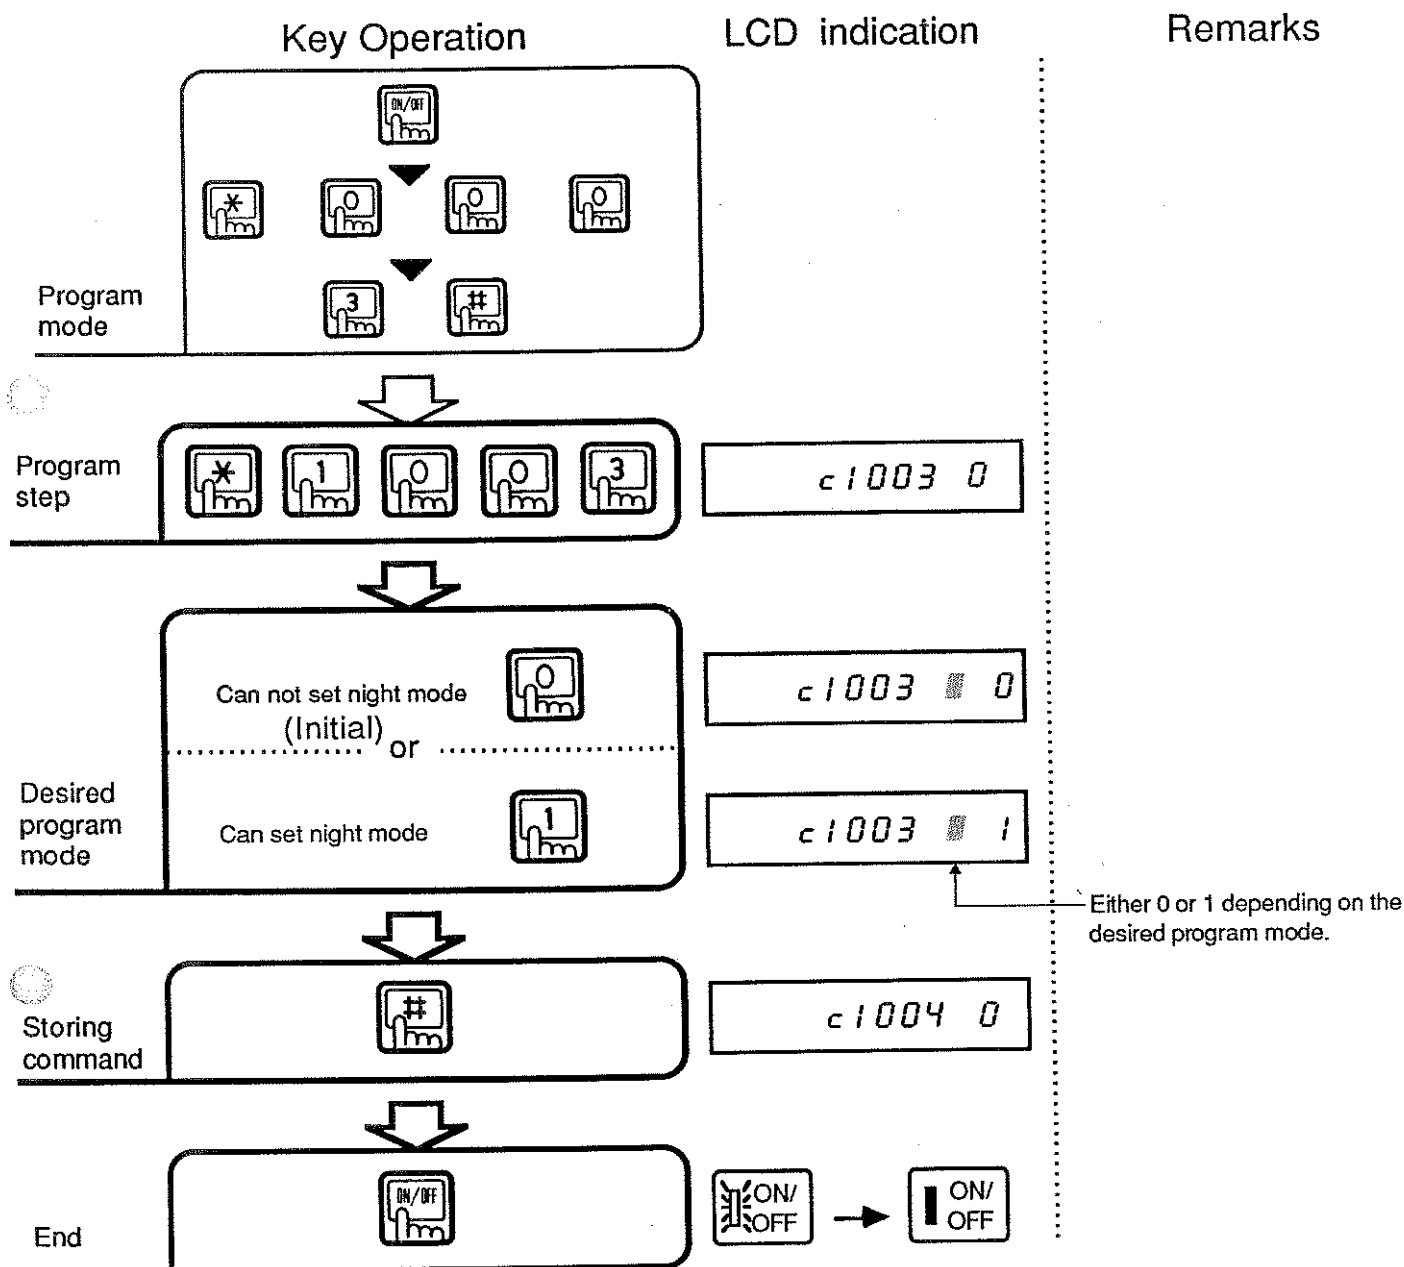 Key Operation
LCD indication
Remarks
ON/OFF
* 0 0 0
3 #
Program
mode
Program
step
* 1 0 0 3
c1003 0
Can not set night mode
(Initial)
0
c1003 0
or
Desired
program
mode
Can set night mode
1
c1003 1
Either 0 or 1 depending on the
desired program mode.
Storing
command
#
c1004 0
End
ON/OFF
ON/
OFF
ON/
OFF